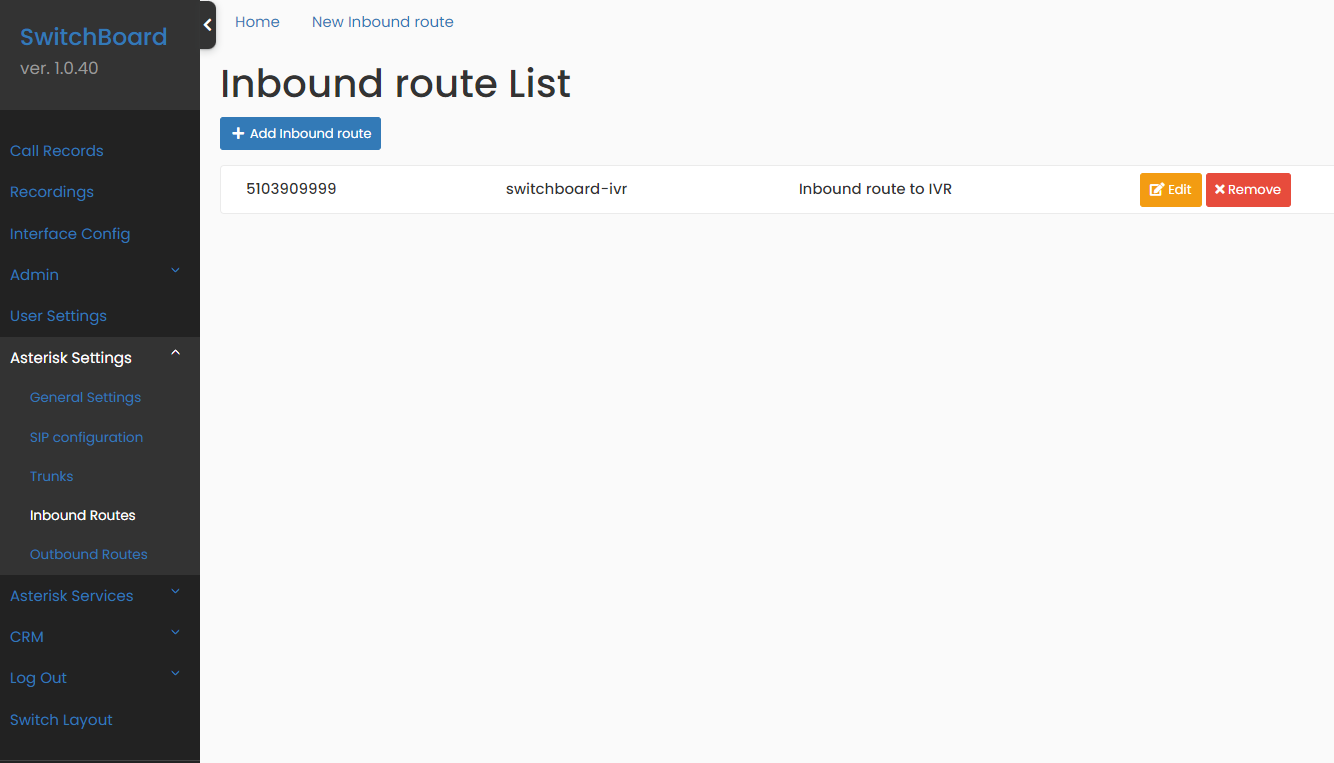 SwitchBoard
ver. 1.0.40
Call Records
Recordings
Interface Config
Admin
User Settings
Asterisk Settings
General Settings
SIP configuration
Trunks
Inbound Routes
Outbound Routes
Asterisk Services
CRM
Log Out
Switch Layout
Home New Inbound route
Inbound route List
Add Inbound route
5103909999 switchboard-ivr Inbound route to IVR Edit Remove